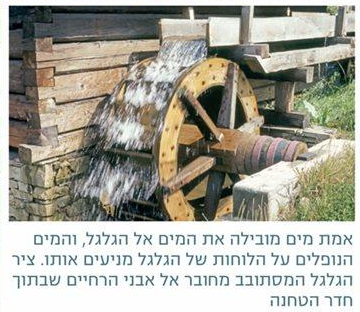 אמת מים מובילה את המים אל הגלגל, והמים
הנופלים על הלוחות של הגלגל מניעים אותו. ציר
הגלגל המסתובב מחובר אל אבני הרחיים שבתוך
חדר הטחנה